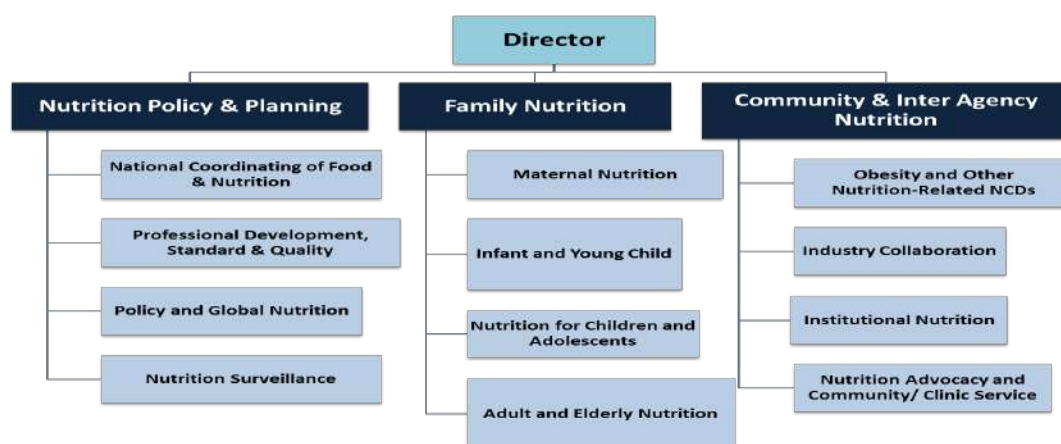 Director
Nutrition Policy & Planning
National Coordinating of Food
& Nutrition
Professional Development,
Standard & Quality
Policy and Global Nutrition
Nutrition Surveillance
Family Nutrition
Maternal Nutrition
Infant and Young Child
Nutrition for Children and
Adolescents
Adult and Elderly Nutrition
Community & Inter Agency
Nutrition
Obesity and Other
Nutrition-Related NCDs
Industry Collaboration
Institutional Nutrition
Nutrition Advocacy and
Community/ Clinic Service